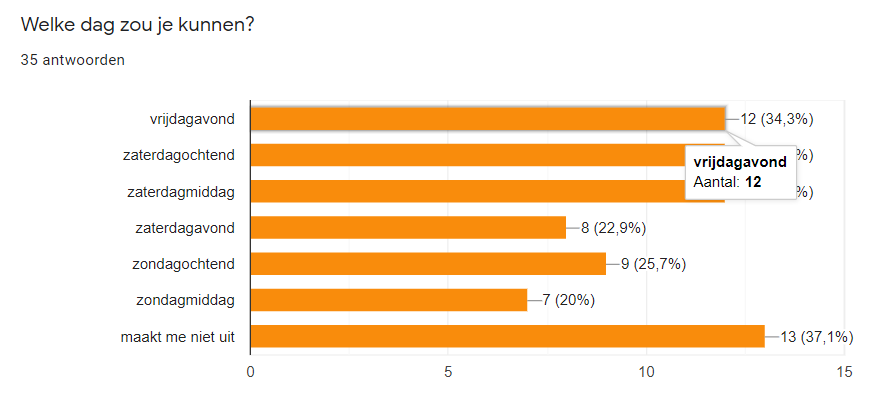 Welke dag zou je kunnen?
35 antwoorden
vrijdagavond
12 (34,3%)
zaterdagochtend
%)
vrijdagavond
Aantal: 12
zaterdagmiddag
%)
zaterdagavond
8 (22,9%)
zondagochtend
9 (25,7%)
zondagmiddag
7 (20%)
maakt me niet uit
13 (37,1%)
0
5
10
15